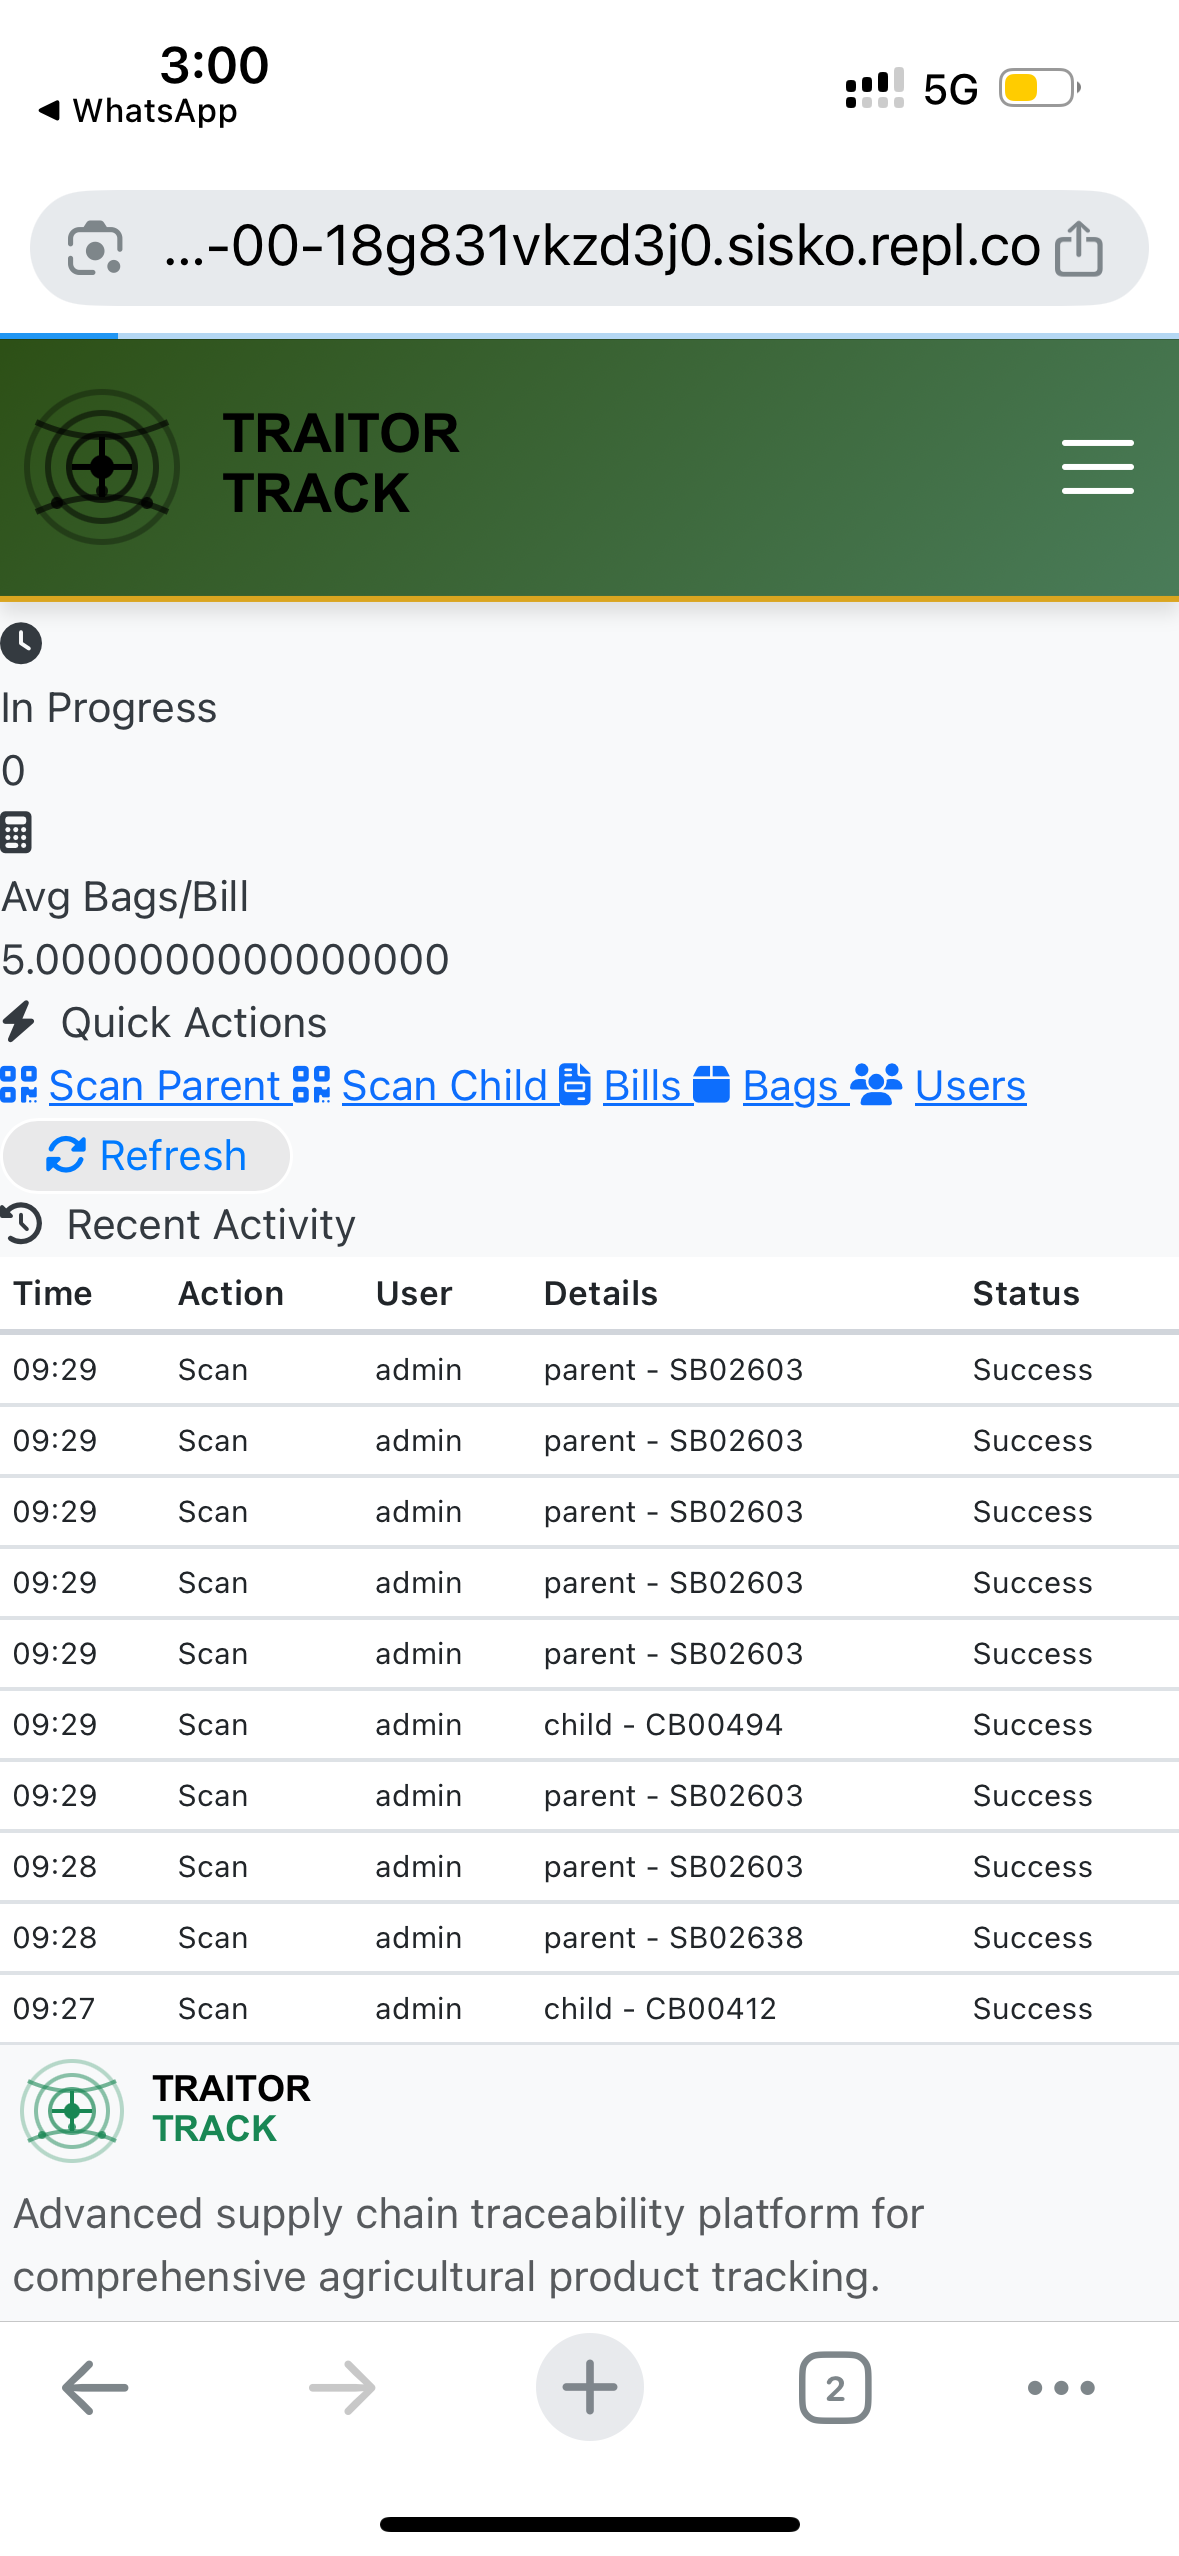 3:00
WhatsApp
5G
...-00-18g831vkzd3j0.sisko.repl.co
TRAITOR
TRACK
In Progress
0
Avg Bags/Bill
5.0000000000000000
Quick Actions
Scan Parent Scan Child Bills Bags Users
Refresh
Recent Activity
Time Action User Details Status
09:29 Scan admin parent - SB02603 Success
09:29 Scan admin parent - SB02603 Success
09:29 Scan admin parent - SB02603 Success
09:29 Scan admin parent - SB02603 Success
09:29 Scan admin parent - SB02603 Success
09:29 Scan admin child - CB00494 Success
09:29 Scan admin parent - SB02603 Success
09:28 Scan admin parent - SB02603 Success
09:28 Scan admin parent - SB02638 Success
09:27 Scan admin child - CB00412 Success
TRAITOR
TRACK
Advanced supply chain traceability platform for
comprehensive agricultural product tracking.
2